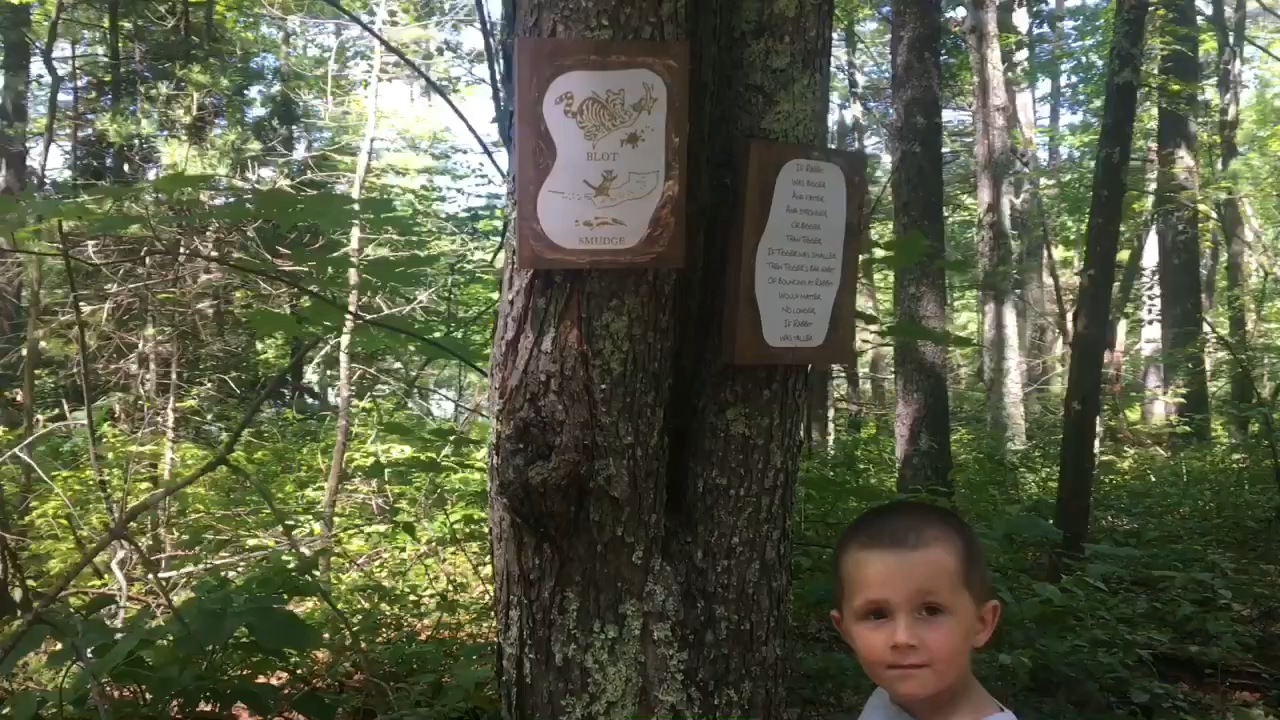 BLOT
SMUDGE
IF RABBIT
WAS BIGGER
AND FATTER
AND STRONGER
OR BIGGER
THAN TIGGER
IF TIGGER WAS SMALLER
THEN TIGGER'S BAD HABIT
OF BOUNCING AT RABBIT
WOULD MATTER
NO LONGER
IF RABBIT
WAS TALLER